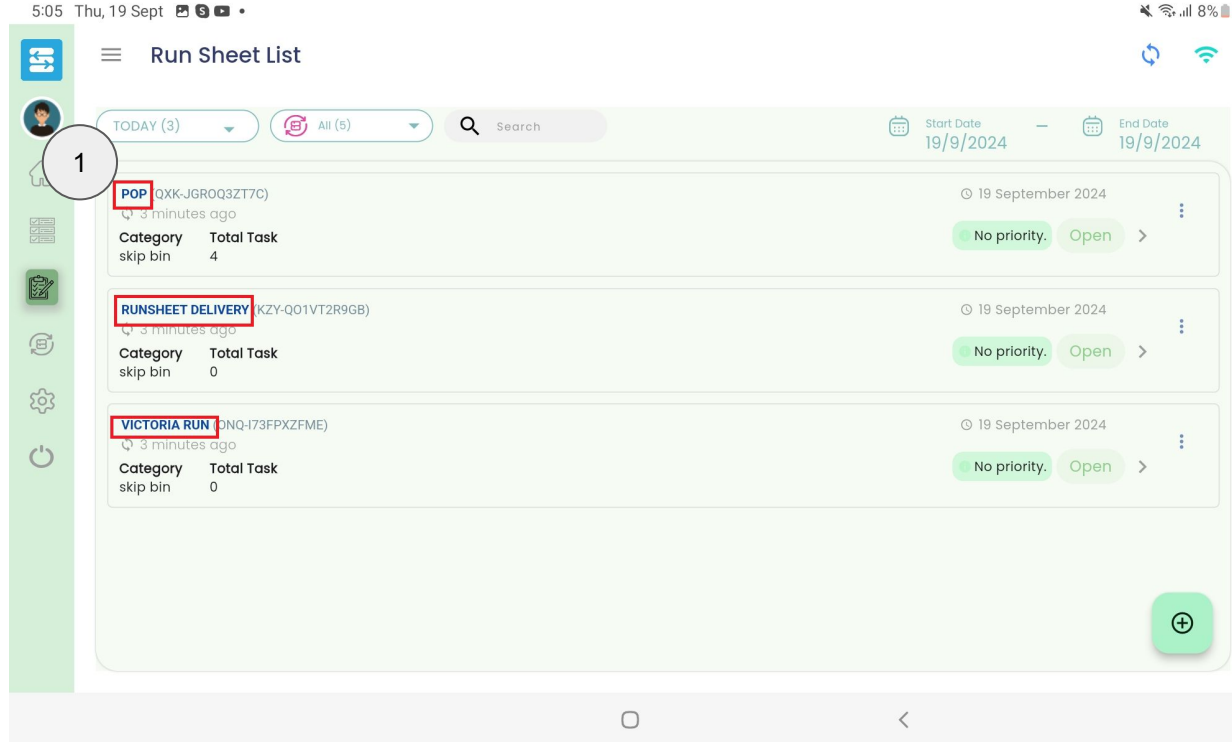 5:05 Thu, 19 Sept 8%
Run Sheet List
TODAY (3) All (5) Search Start Date – End Date
19/9/2024 19/9/2024
1
POP (QXK-JGROQ3ZT7C) 19 September 2024
3 minutes ago
Category Total Task No priority. Open
skip bin 4
RUNSHEET DELIVERY (KZY-QO1VT2R9GB) 19 September 2024
3 minutes ago
Category Total Task No priority. Open
skip bin 0
VICTORIA RUN (ONQ-I73FPXZFME) 19 September 2024
3 minutes ago
Category Total Task No priority. Open
skip bin 0